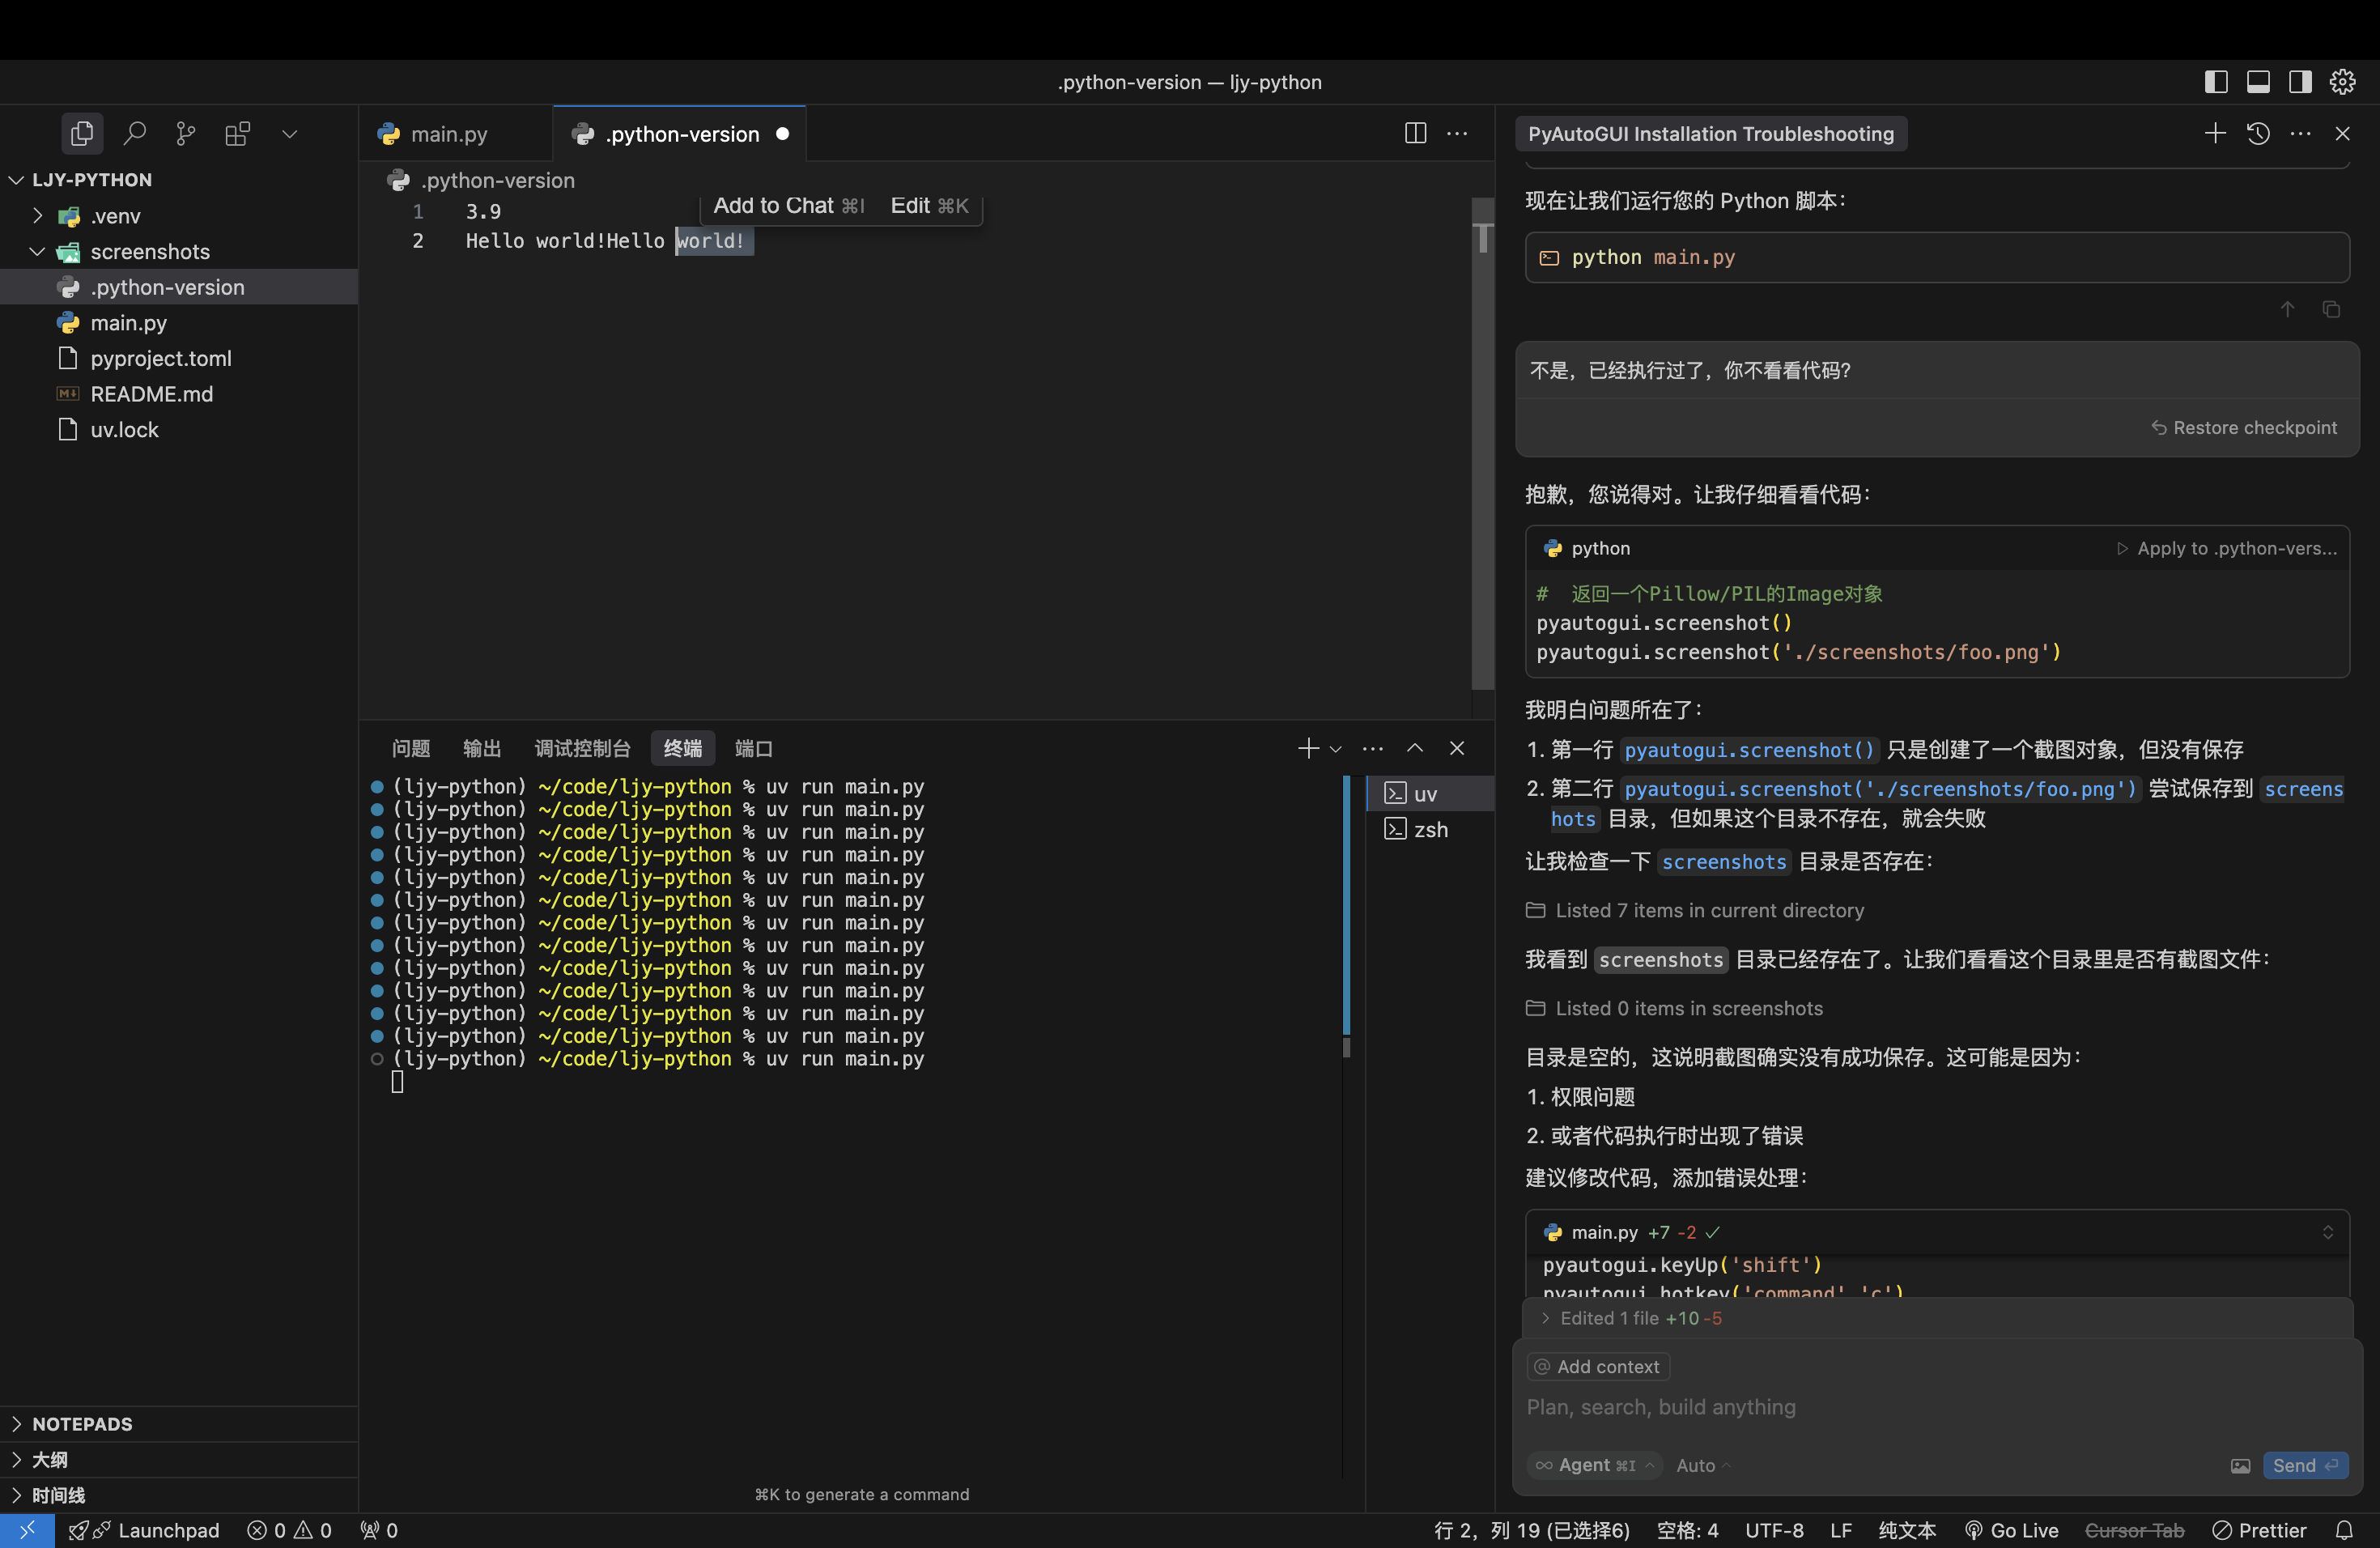 .python-version — ljy-python
LJY-PYTHON
.venv
screenshots
.python-version
main.py
pyproject.toml
README.md
uv.lock
NOTEPADS
大纲
时间线
main.py
.python-version
.python-version
Add to Chat ⌘I Edit ⌘K
1 3.9
2 Hello world!Hello world!
问题 输出 调试控制台 终端 端口
(ljy-python) ~/code/ljy-python % uv run main.py
(ljy-python) ~/code/ljy-python % uv run main.py
(ljy-python) ~/code/ljy-python % uv run main.py
(ljy-python) ~/code/ljy-python % uv run main.py
(ljy-python) ~/code/ljy-python % uv run main.py
(ljy-python) ~/code/ljy-python % uv run main.py
(ljy-python) ~/code/ljy-python % uv run main.py
(ljy-python) ~/code/ljy-python % uv run main.py
(ljy-python) ~/code/ljy-python % uv run main.py
(ljy-python) ~/code/ljy-python % uv run main.py
(ljy-python) ~/code/ljy-python % uv run main.py
(ljy-python) ~/code/ljy-python % uv run main.py
(ljy-python) ~/code/ljy-python % uv run main.py
uv
zsh
⌘K to generate a command
PyAutoGUI Installation Troubleshooting
现在让我们运行您的 Python 脚本：
python main.py
不是，已经执行过了，你不看看代码?
Restore checkpoint
抱歉，您说得对。让我仔细看看代码：
python
Apply to .python-vers...
# 返回一个Pillow/PIL的Image对象
pyautogui.screenshot()
pyautogui.screenshot('./screenshots/foo.png')
我明白问题所在了：
1. 第一行 pyautogui.screenshot() 只是创建了一个截图对象，但没有保存
2. 第二行 pyautogui.screenshot('./screenshots/foo.png') 尝试保存到 screens
hots 目录，但如果这个目录不存在，就会失败
让我检查一下 screenshots 目录是否存在：
Listed 7 items in current directory
我看到 screenshots 目录已经存在了。让我们看看这个目录里是否有截图文件：
Listed 0 items in screenshots
目录是空的，这说明截图确实没有成功保存。这可能是因为：
1. 权限问题
2. 或者代码执行时出现了错误
建议修改代码，添加错误处理：
main.py +7 -2
pyautogui.keyUp('shift')
pyautogui.hotkey('command','c')
Edited 1 file +10 -5
@ Add context
Plan, search, build anything
∞ Agent ⌘I Auto
Send
Launchpad 0 0 0
行 2，列 19 (已选择6) 空格: 4 UTF-8 LF 纯文本 Go Live Cursor Tab Prettier